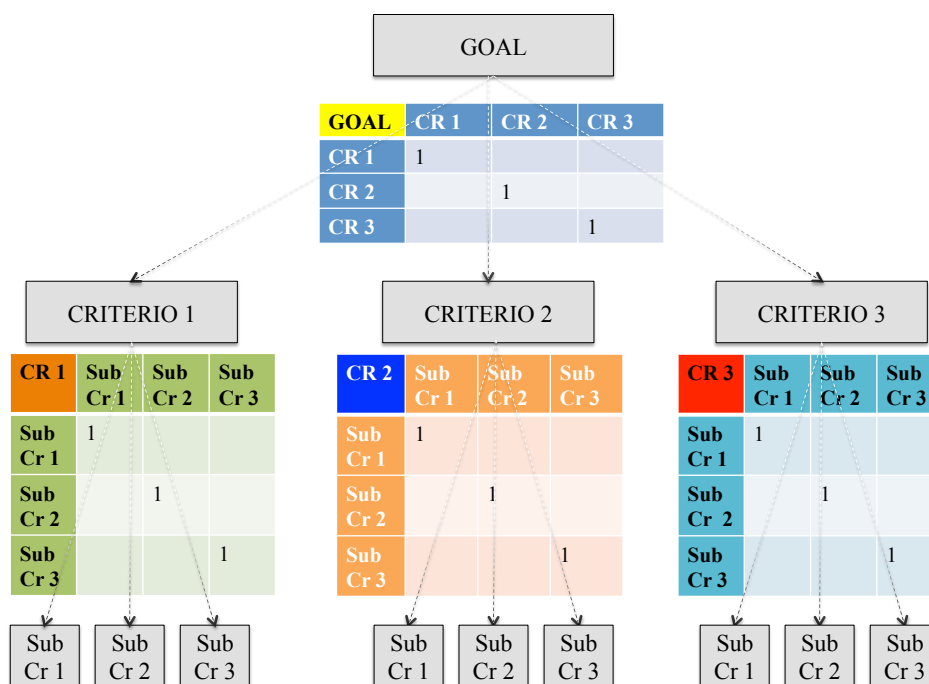 GOAL
GOAL CR 1 CR 2 CR 3
CR 1 1
CR 2 1
CR 3 1
CRITERIO 1 CRITERIO 2 CRITERIO 3
CR 1 Sub Sub Sub
Cr 1 Cr 2 Cr 3
Sub 1
Cr 1
Sub 1
Cr 2
Sub 1
Cr 3
CR 2 Sub Sub Sub
Cr 1 Cr 2 Cr 3
Sub 1
Cr 1
Sub 1
Cr 2
Sub 1
Cr 3
CR 3 Sub Sub Sub
Cr 1 Cr 2 Cr 3
Sub 1
Cr 1
Sub 1
Cr 2
Sub 1
Cr 3
Sub Sub Sub Sub Sub Sub Sub Sub Sub
Cr 1 Cr 2 Cr 3 Cr 1 Cr 2 Cr 3 Cr 1 Cr 2 Cr 3